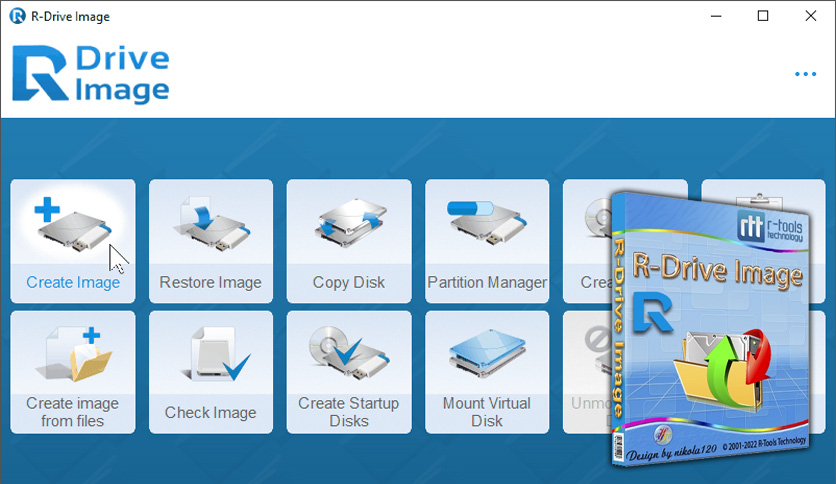 R-Drive Image
Drive
Image
Create Image
Restore Image
Copy Disk
Partition Manager
Create image
from files
Check Image
Create Startup
Disks
Mount Virtual
Disk
rtt r-tools
technology
R-Drive Image
R-Drive Image
Design by nikola120
© 2001-2022 R-Tools Technology